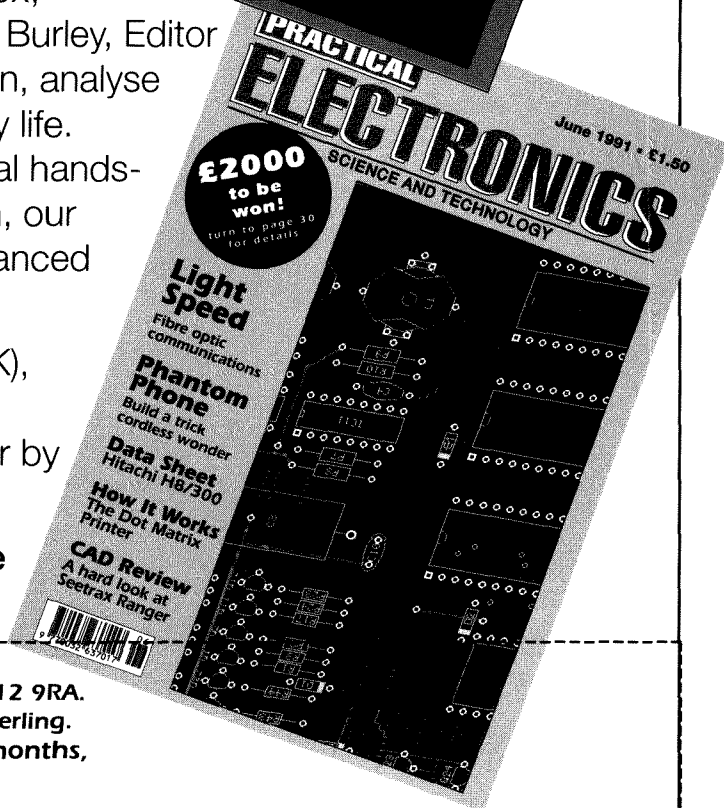 Burley, Editor
n, analyse
y life.
al hands-
, our
anced
K),
r by
e
12 9RA.
erling.
nonths,
PRACTICAL
ELECTRONICS
June 1991 • £1.50
SCIENCE AND TECHNOLOGY
£2000
to be
won!
turn to page 30
for details
Light
Speed
Fibre optic
communications
Phantom
Phone
Build a trick
cordless wonder
Data Sheet
Hitachi H8/300
How It Works
The Dot Matrix
Printer
CAD Review
A hard look at
Seetrax Ranger